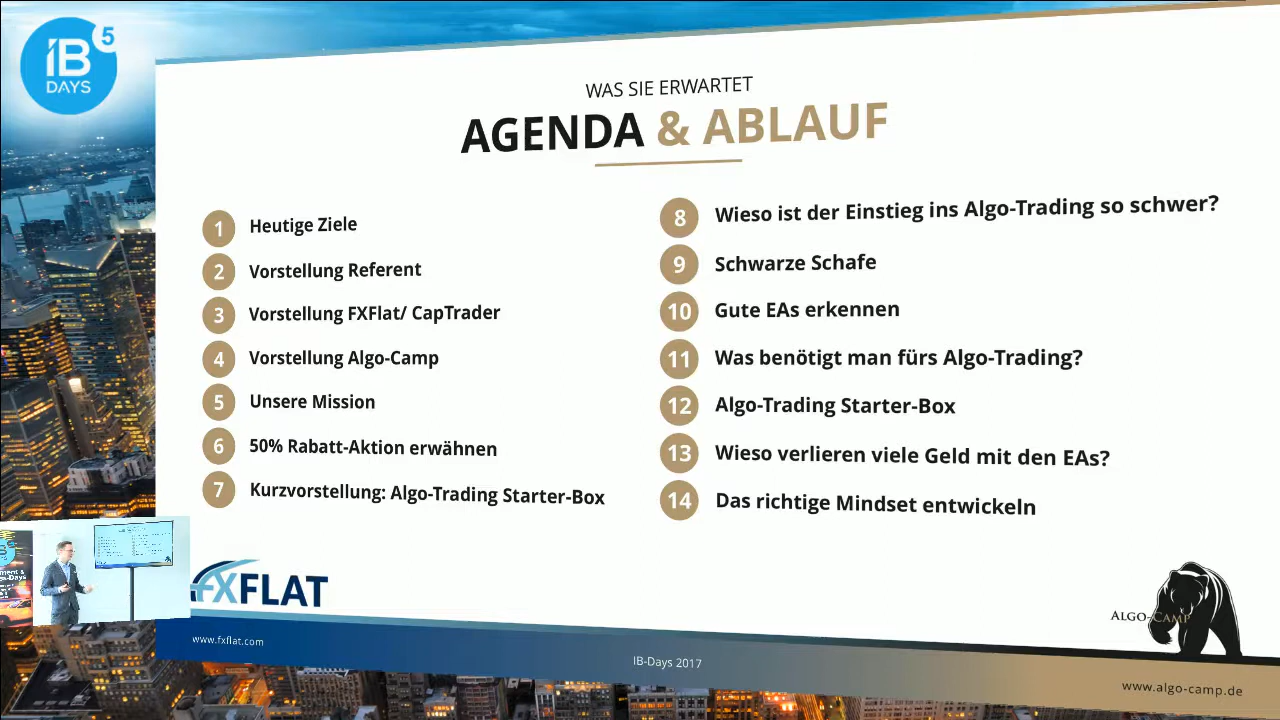 IB 5
DAYS
WAS SIE ERWARTET
AGENDA & ABLAUF
1 Heutige Ziele
2 Vorstellung Referent
3 Vorstellung FXFlat/ CapTrader
4 Vorstellung Algo-Camp
5 Unsere Mission
6 50% Rabatt-Aktion erwähnen
7 Kurzvorstellung: Algo-Trading Starter-Box
8 Wieso ist der Einstieg ins Algo-Trading so schwer?
9 Schwarze Schafe
10 Gute EAs erkennen
11 Was benötigt man fürs Algo-Trading?
12 Algo-Trading Starter-Box
13 Wieso verlieren viele Geld mit den EAs?
14 Das richtige Mindset entwickeln
FXFLAT
ALGO-CAMP
www.fxflat.com
IB-Days 2017
www.algo-camp.de